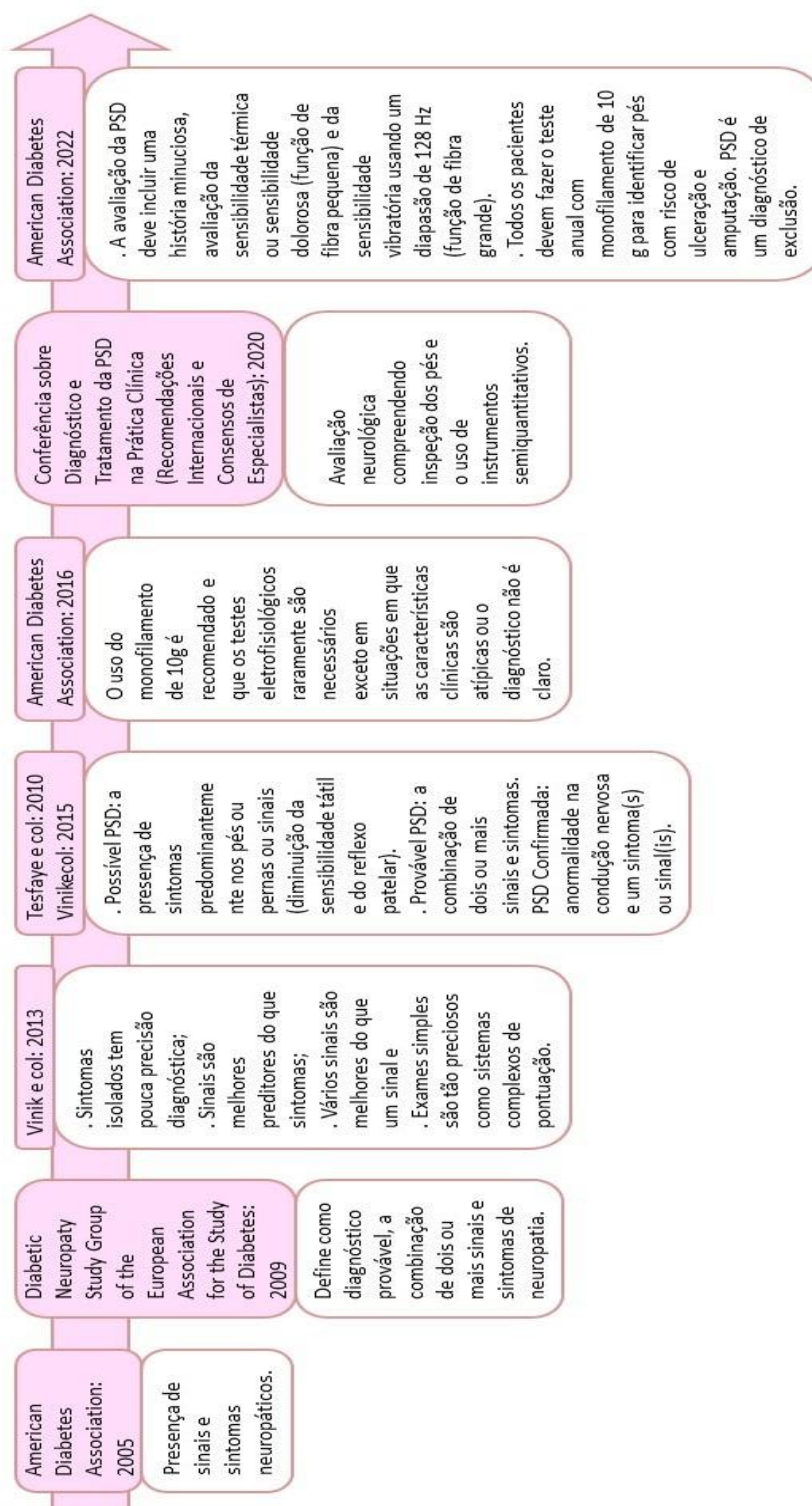 American
Diabetes
Association:
2005
Presença de
sinais e
sintomas
neuropáticos.
Diabetic
Neuropaty
Study Group
of the
European
Association
for the Study
of Diabetes:
2009
Define como
diagnóstico
provável, a
combinação
de dois ou
mais sinais e
sintomas de
neuropatia.
Vinik e col: 2013
. Sintomas
isolados tem
pouca precisão
diagnóstica;
. Sinais são
melhores
preditores do que
sintomas;
. Vários sinais são
melhores do que
um sinal e
. Exames simples
são tão preciosos
como sistemas
complexos de
pontuação.
Tesfaye e col: 2010
Vinikecol: 2015
. Possível PSD: a
presença de
sintomas
predominanteme
nte nos pés ou
pernas ou sinais
(diminuição da
sensibilidade tátil
e do reflexo
patelar).
. Provável PSD: a
combinação de
dois ou mais
sinais e sintomas.
PSD Confirmada:
anormalidade na
condução nervosa
e um sintoma(s)
ou sinal(is).
American Diabetes
Association: 2016
O uso do
monofilamento
de 10g é
recomendado e
que os testes
eletrofisiológicos
raramente são
necessários
exceto em
situações em que
as características
clínicas são
atípicas ou o
diagnóstico não é
claro.
Conferência sobre
Diagnóstico e
Tratamento da PSD
na Prática Clínica
(Recomendações
Internacionais e
Consensos de
Especialistas): 2020
Avaliação
neurológica
compreendendo
inspeção dos pés e
o uso de
instrumentos
semiquantitativos.
American Diabetes
Association: 2022
. A avaliação da PSD
deve incluir uma
história minuciosa,
avaliação da
sensibilidade térmica
ou sensibilidade
dolorosa (função de
fibra pequena) e da
sensibilidade
vibratória usando um
diapasão de 128 Hz
(função de fibra
grande).
. Todos os pacientes
devem fazer o teste
anual com
monofilamento de 10
g para identificar pés
com risco de
ulceração e
amputação. PSD é
um diagnóstico de
exclusão.